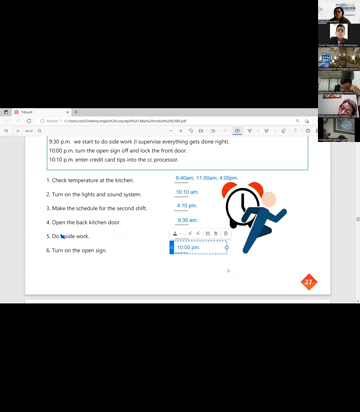 9:30 p.m. we start to do side work (I supervise everything gets done right).
10:00 p.m. turn the open sign off and lock the front door.
10:10 p.m. enter credit card tips into the cc processor.
1. Check temperature at the kitchen.
9:40am, 11:00am, 4:05pm
2. Turn on the lights and sound system.
10:10 am.
3. Make the schedule for the second shift.
4:10 pm.
4. Open the back kitchen door.
9:30 am.
5. Do side work.
6. Turn on the open sign.
10:00 pm.
27